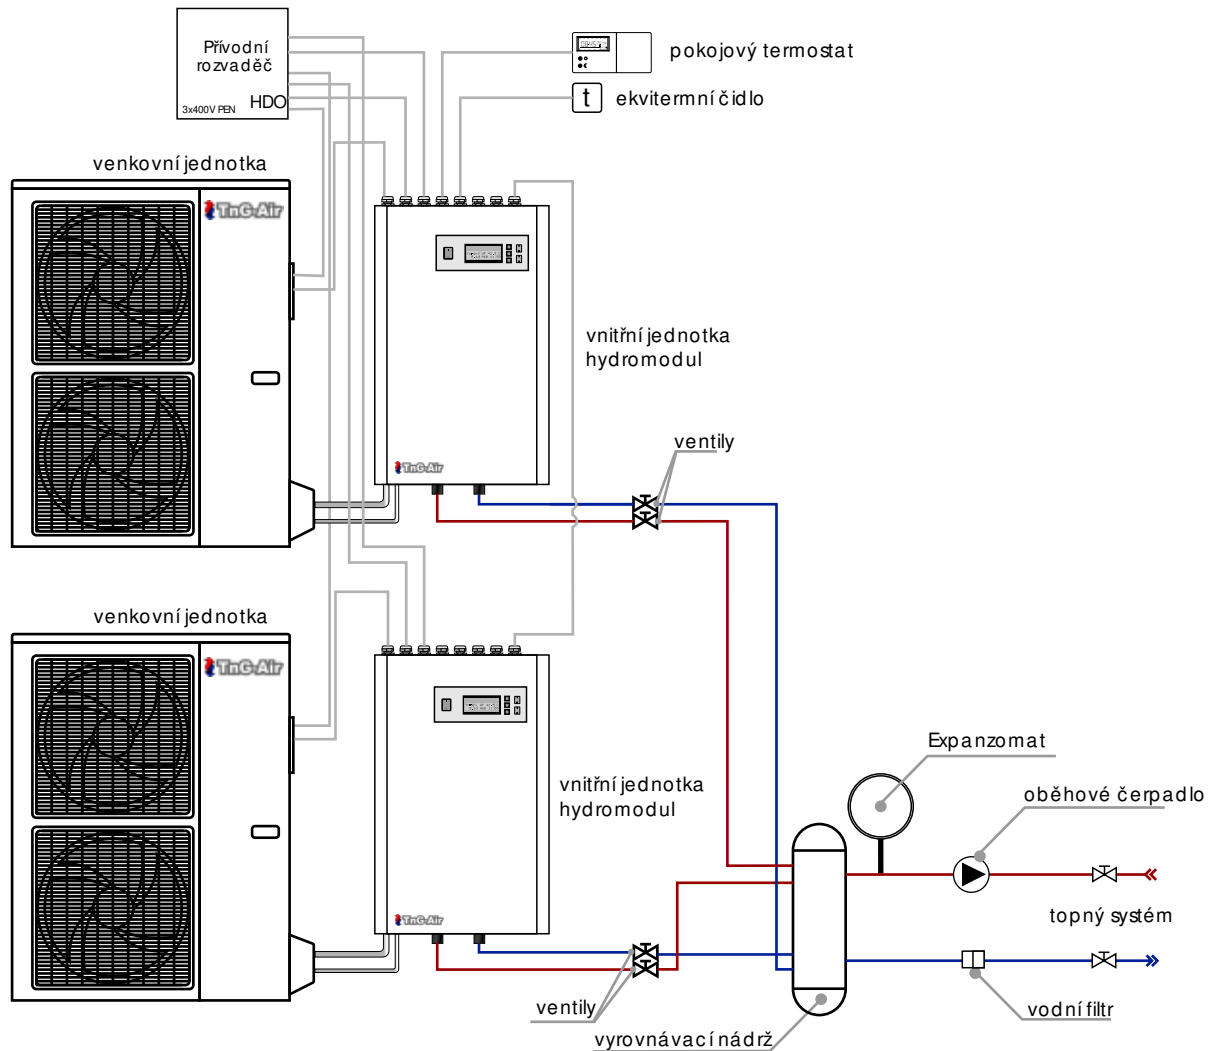 Přívodní
rozvaděč
3x400V PEN
HDO
pokojový termostat
t
ekvitermní čidlo
venkovní jednotka
TnG-Air
vnitřní jednotka
hydromodul
ventily
TnG-Air
venkovní jednotka
TnG-Air
Expanzomat
vnitřní jednotka
hydromodul
oběhové čerpadlo
TnG-Air
topný systém
ventily
vodní filtr
vyrovnávací nádrž